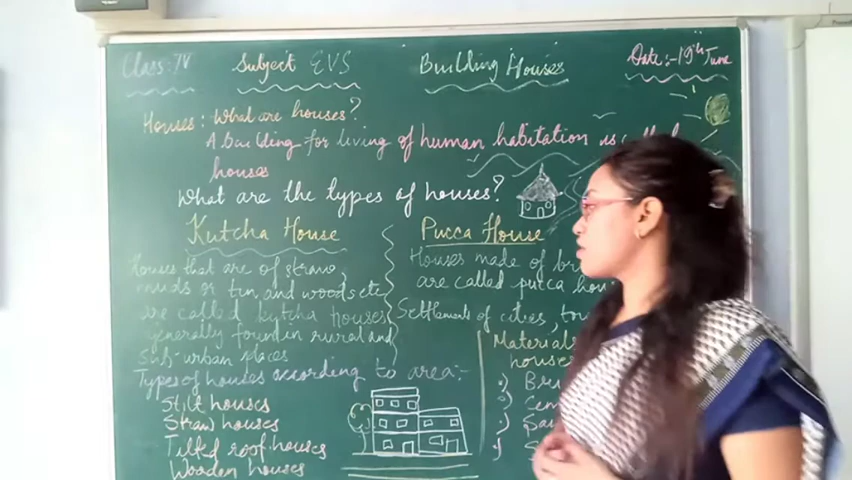 Class: IV Subject EVS Building Houses Date:-19th June
Houses: What are houses?
A building for living of human habitation is called
houses
What are the types of houses?
Kutcha House
Houses that are of straw,
muds or tin, and woods etc
are called kutcha houses
generally found in rural and
sub-urban places
Pucca House
Houses made of
are called pucca hou
Settlements of cities,
Types of houses according to area:-
Stilt houses
Straw houses
Tilted roof houses
Wooden houses
Materials
houses